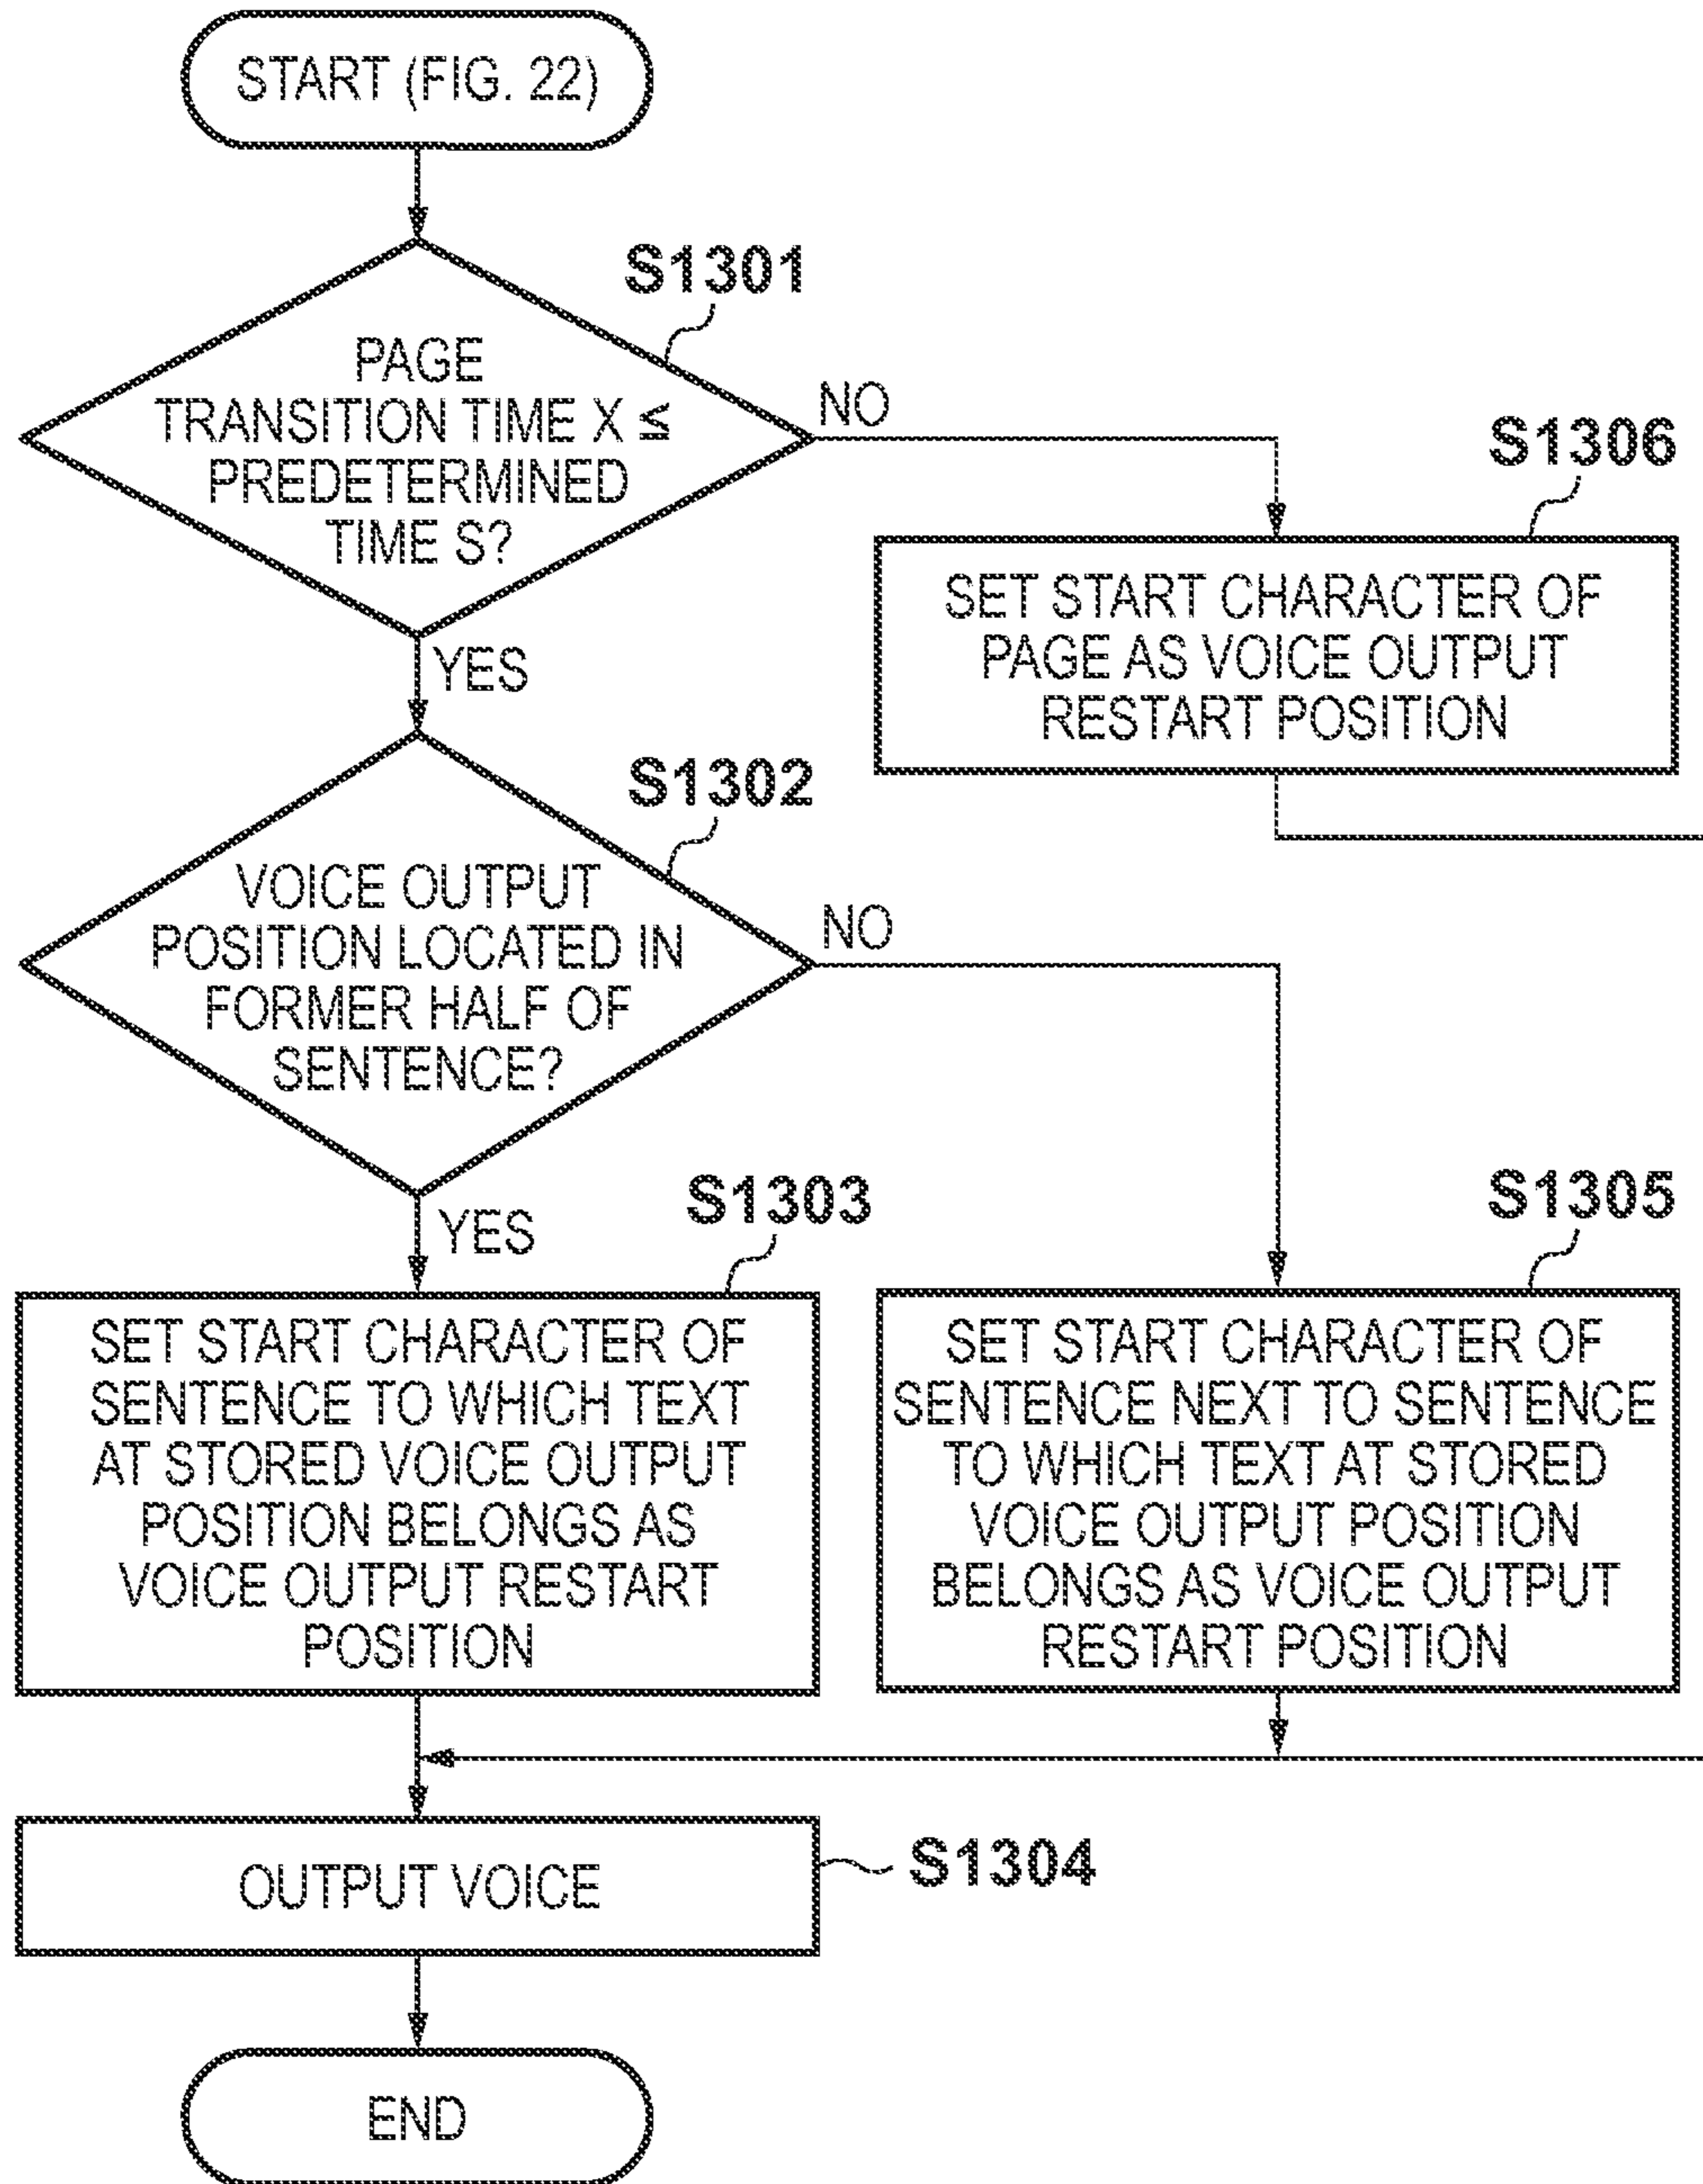 START (FIG. 22)
S1301
PAGE
TRANSITION TIME X ≤
PREDETERMINED
TIME S?
NO
YES
S1306
SET START CHARACTER OF
PAGE AS VOICE OUTPUT
RESTART POSITION
S1302
VOICE OUTPUT
POSITION LOCATED IN
FORMER HALF OF
SENTENCE?
NO
YES
S1303
SET START CHARACTER OF
SENTENCE TO WHICH TEXT
AT STORED VOICE OUTPUT
POSITION BELONGS AS
VOICE OUTPUT RESTART
POSITION
S1305
SET START CHARACTER OF
SENTENCE NEXT TO SENTENCE
TO WHICH TEXT AT STORED
VOICE OUTPUT POSITION
BELONGS AS VOICE OUTPUT
RESTART POSITION
OUTPUT VOICE
S1304
END